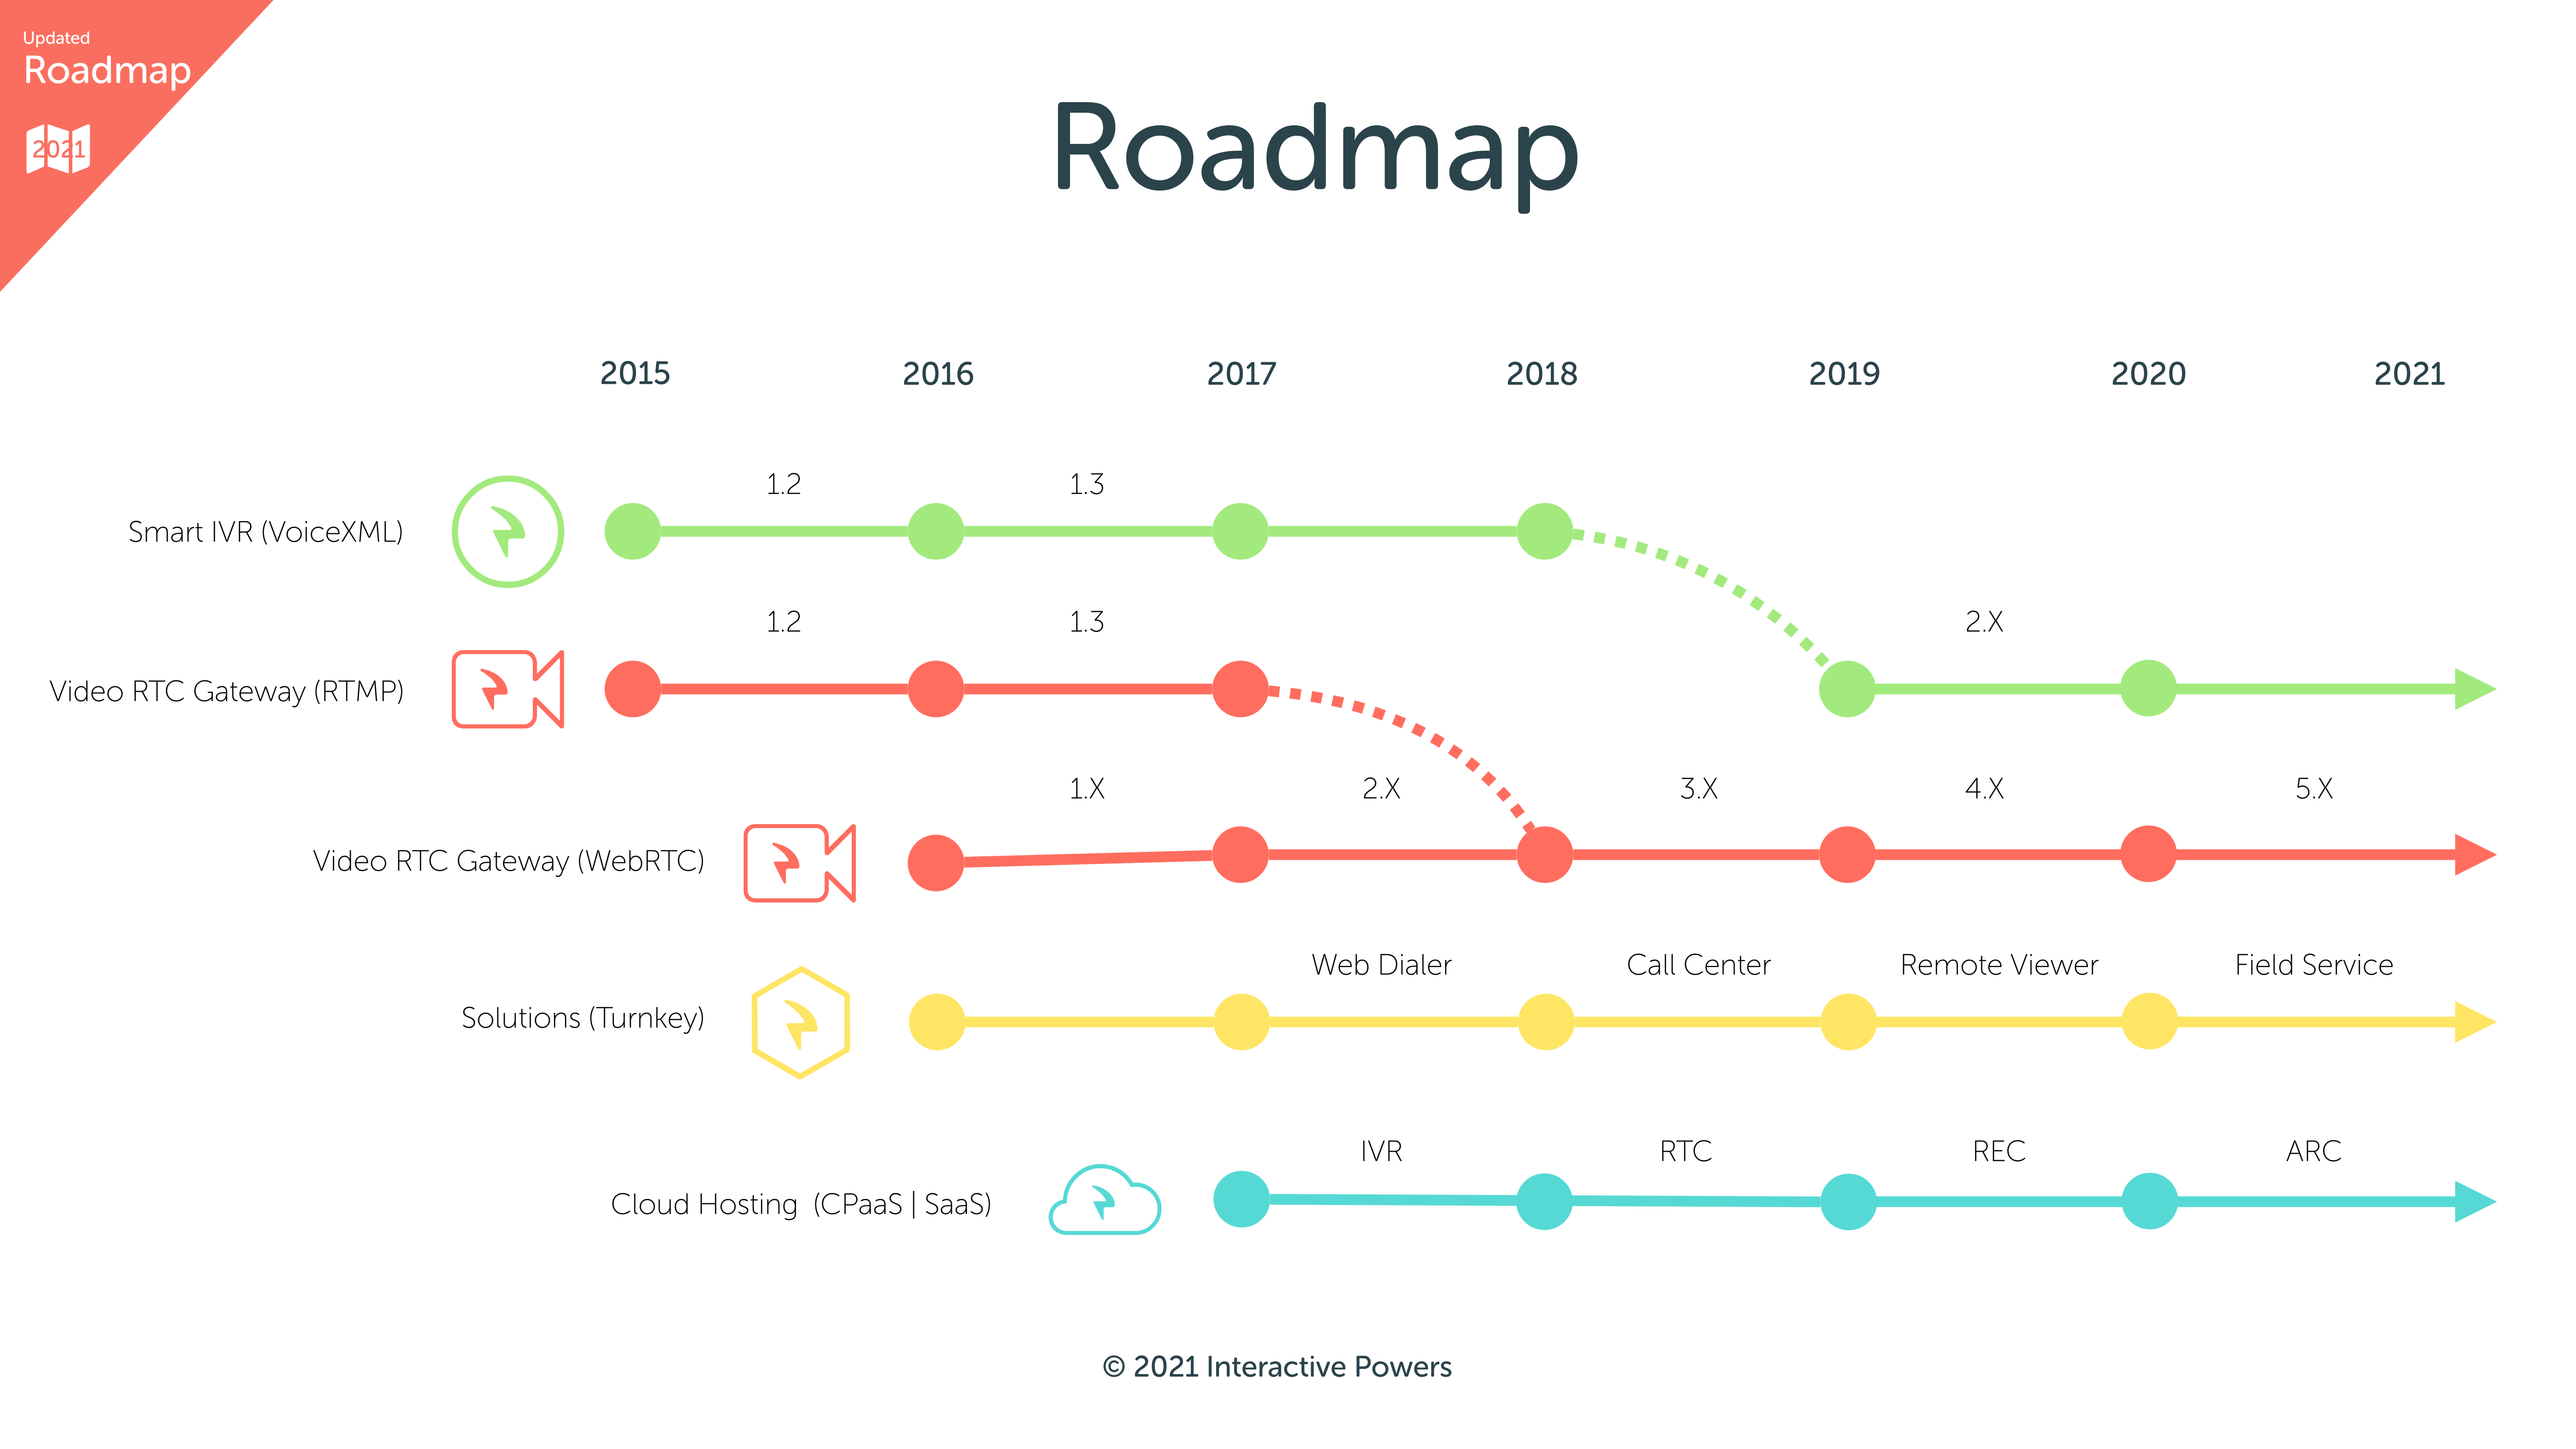 Updated
Roadmap
2021
Roadmap
2015 2016 2017 2018 2019 2020 2021
1.2 1.3
Smart IVR (VoiceXML)
1.2 1.3 2.X
Video RTC Gateway (RTMP)
1.X 2.X 3.X 4.X 5.X
Video RTC Gateway (WebRTC)
Web Dialer Call Center Remote Viewer Field Service
Solutions (Turnkey)
IVR RTC REC ARC
Cloud Hosting (CPaaS | SaaS)
© 2021 Interactive Powers